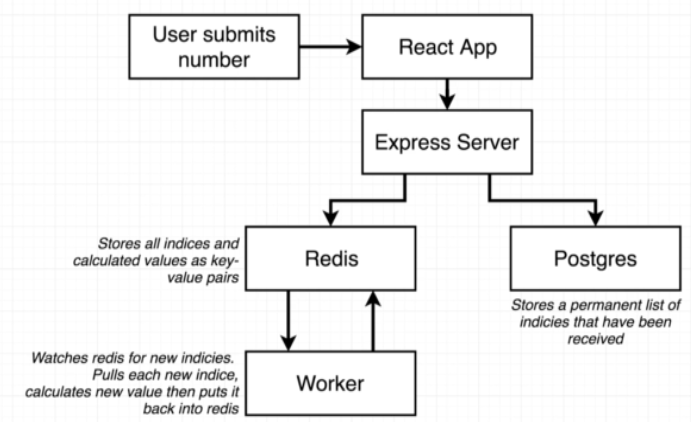 User submits
number
React App
Express Server
Stores all indices and
calculated values as key-
value pairs
Redis
Postgres
Stores a permanent list of
indicies that have been
received
Watches redis for new indicies.
Pulls each new indice,
calculates new value then puts it
back into redis
Worker